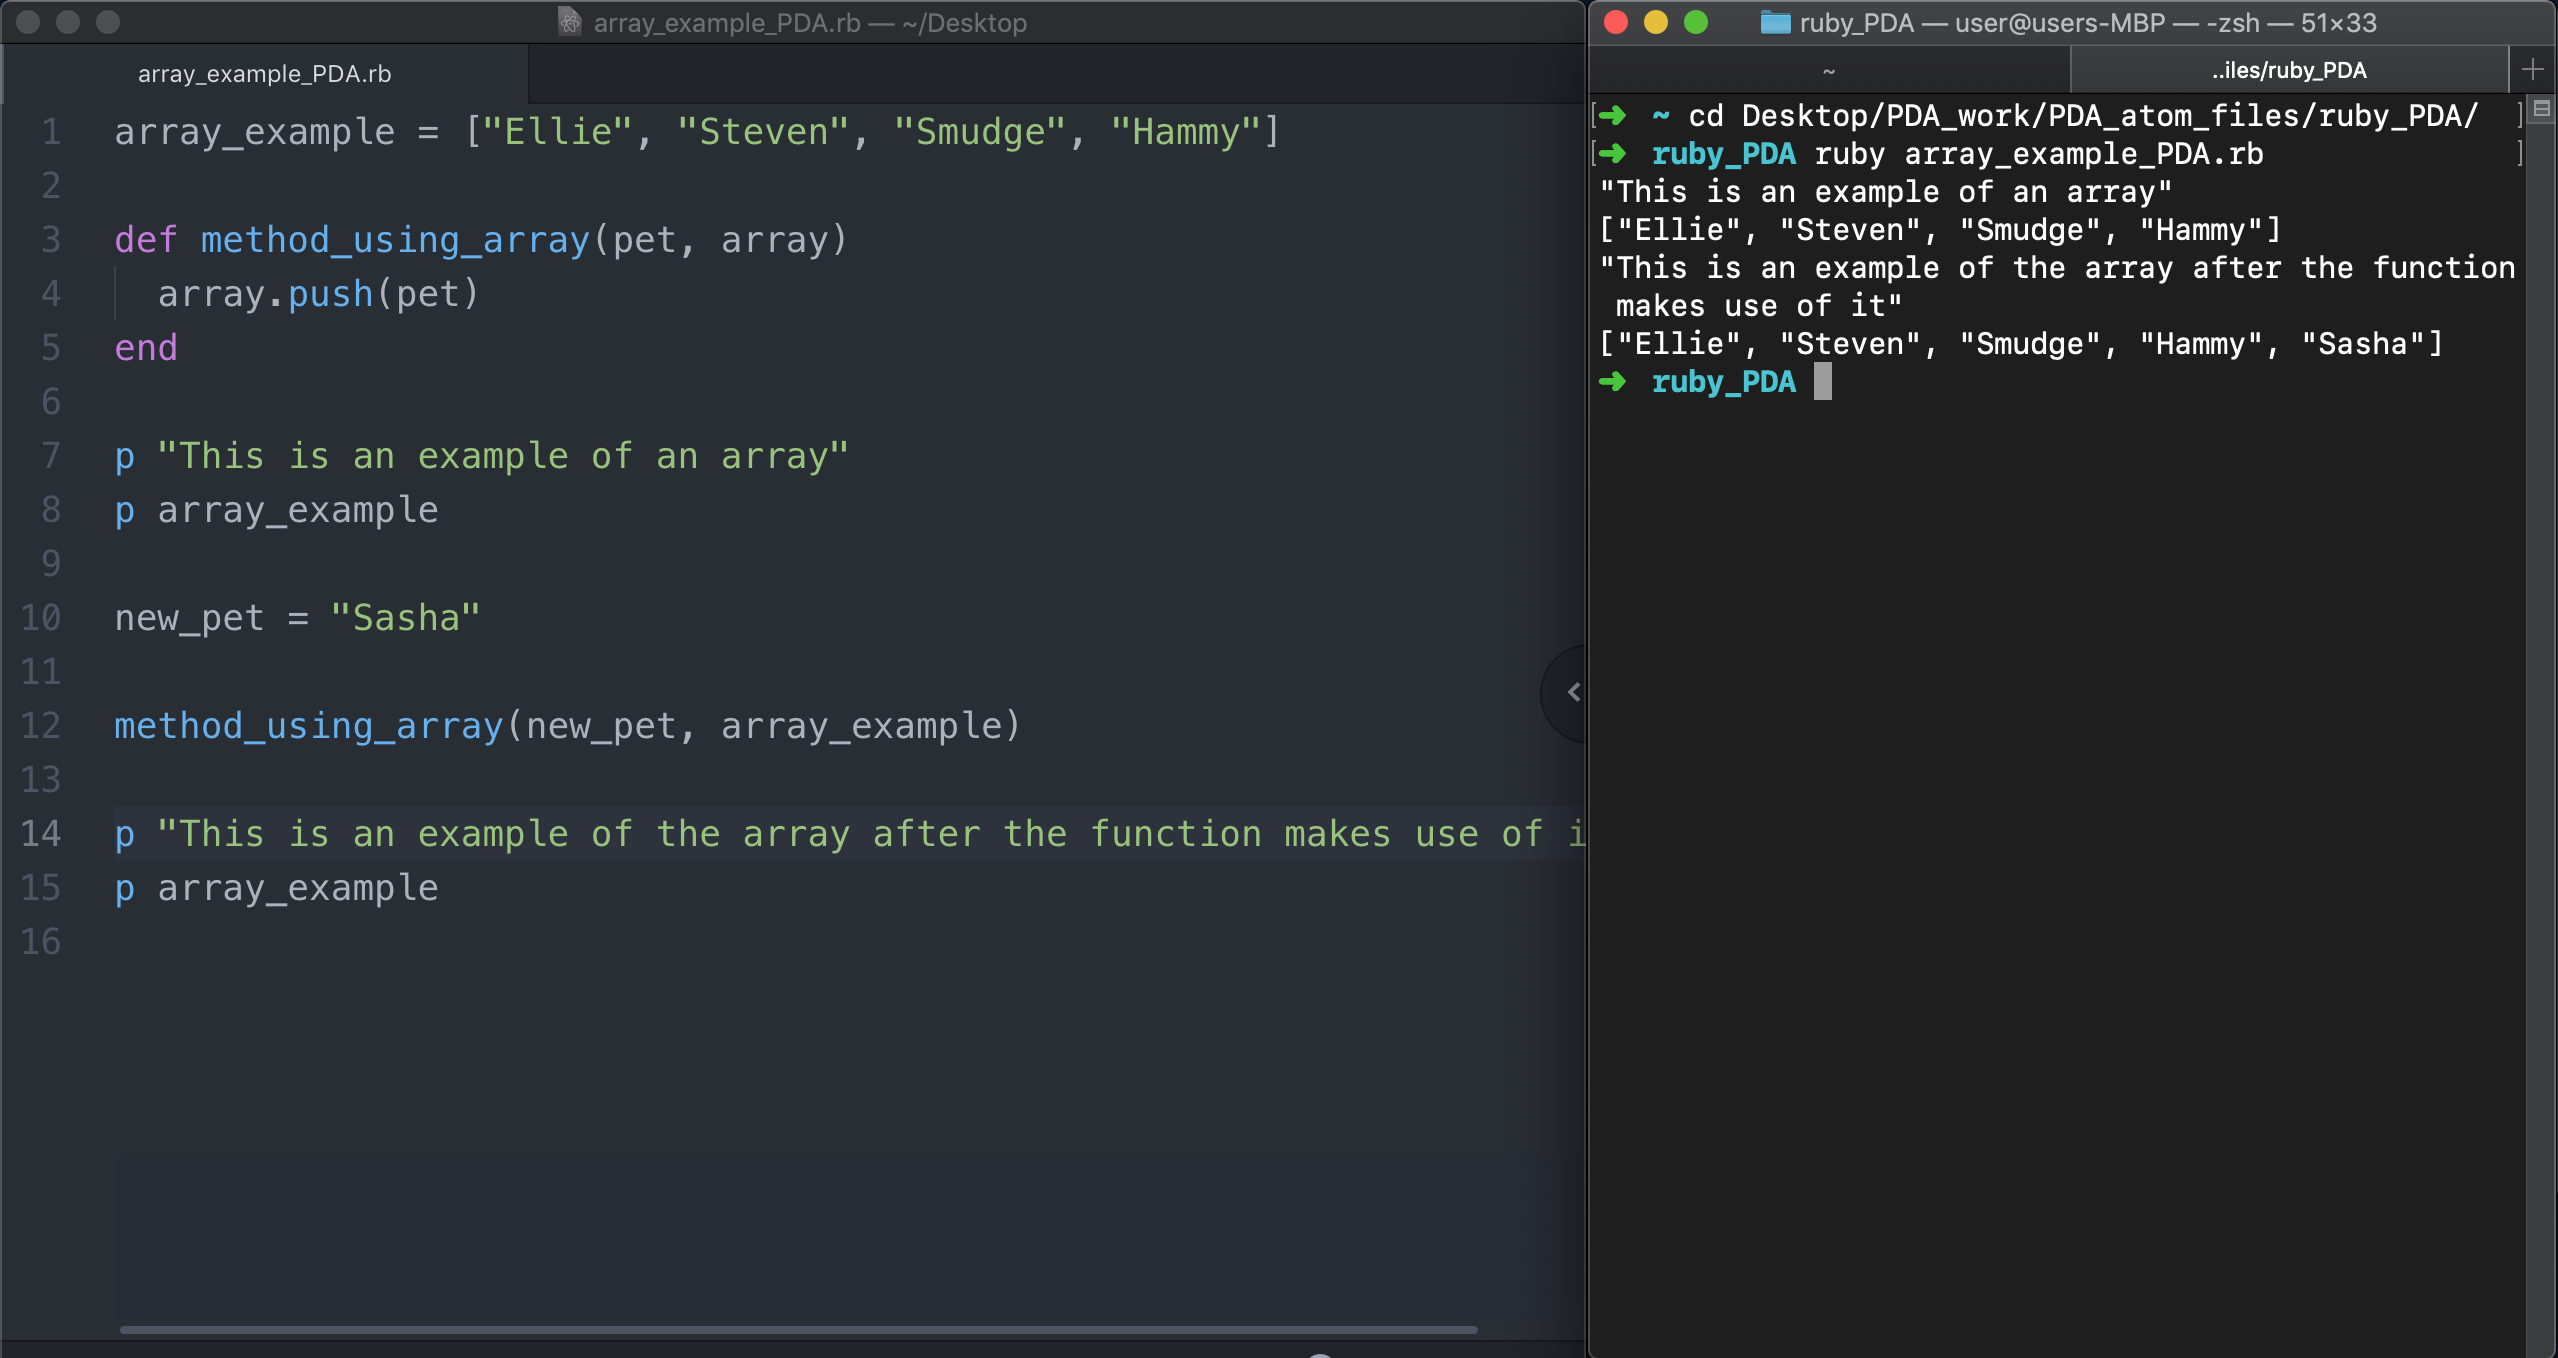 array_example_PDA.rb — ~/Desktop
array_example_PDA.rb
1 array_example = ["Ellie", "Steven", "Smudge", "Hammy"]
2
3 def method_using_array(pet, array)
4 array.push(pet)
5 end
6
7 p "This is an example of an array"
8 p array_example
9
10 new_pet = "Sasha"
11
12 method_using_array(new_pet, array_example)
13
14 p "This is an example of the array after the function makes use of i
15 p array_example
16
ruby_PDA — user@users-MBP — -zsh — 51×33
~
..iles/ruby_PDA
[➜ ~ cd Desktop/PDA_work/PDA_atom_files/ruby_PDA/ ]
[➜ ruby_PDA ruby array_example_PDA.rb ]
"This is an example of an array"
["Ellie", "Steven", "Smudge", "Hammy"]
"This is an example of the array after the function
makes use of it"
["Ellie", "Steven", "Smudge", "Hammy", "Sasha"]
➜ ruby_PDA